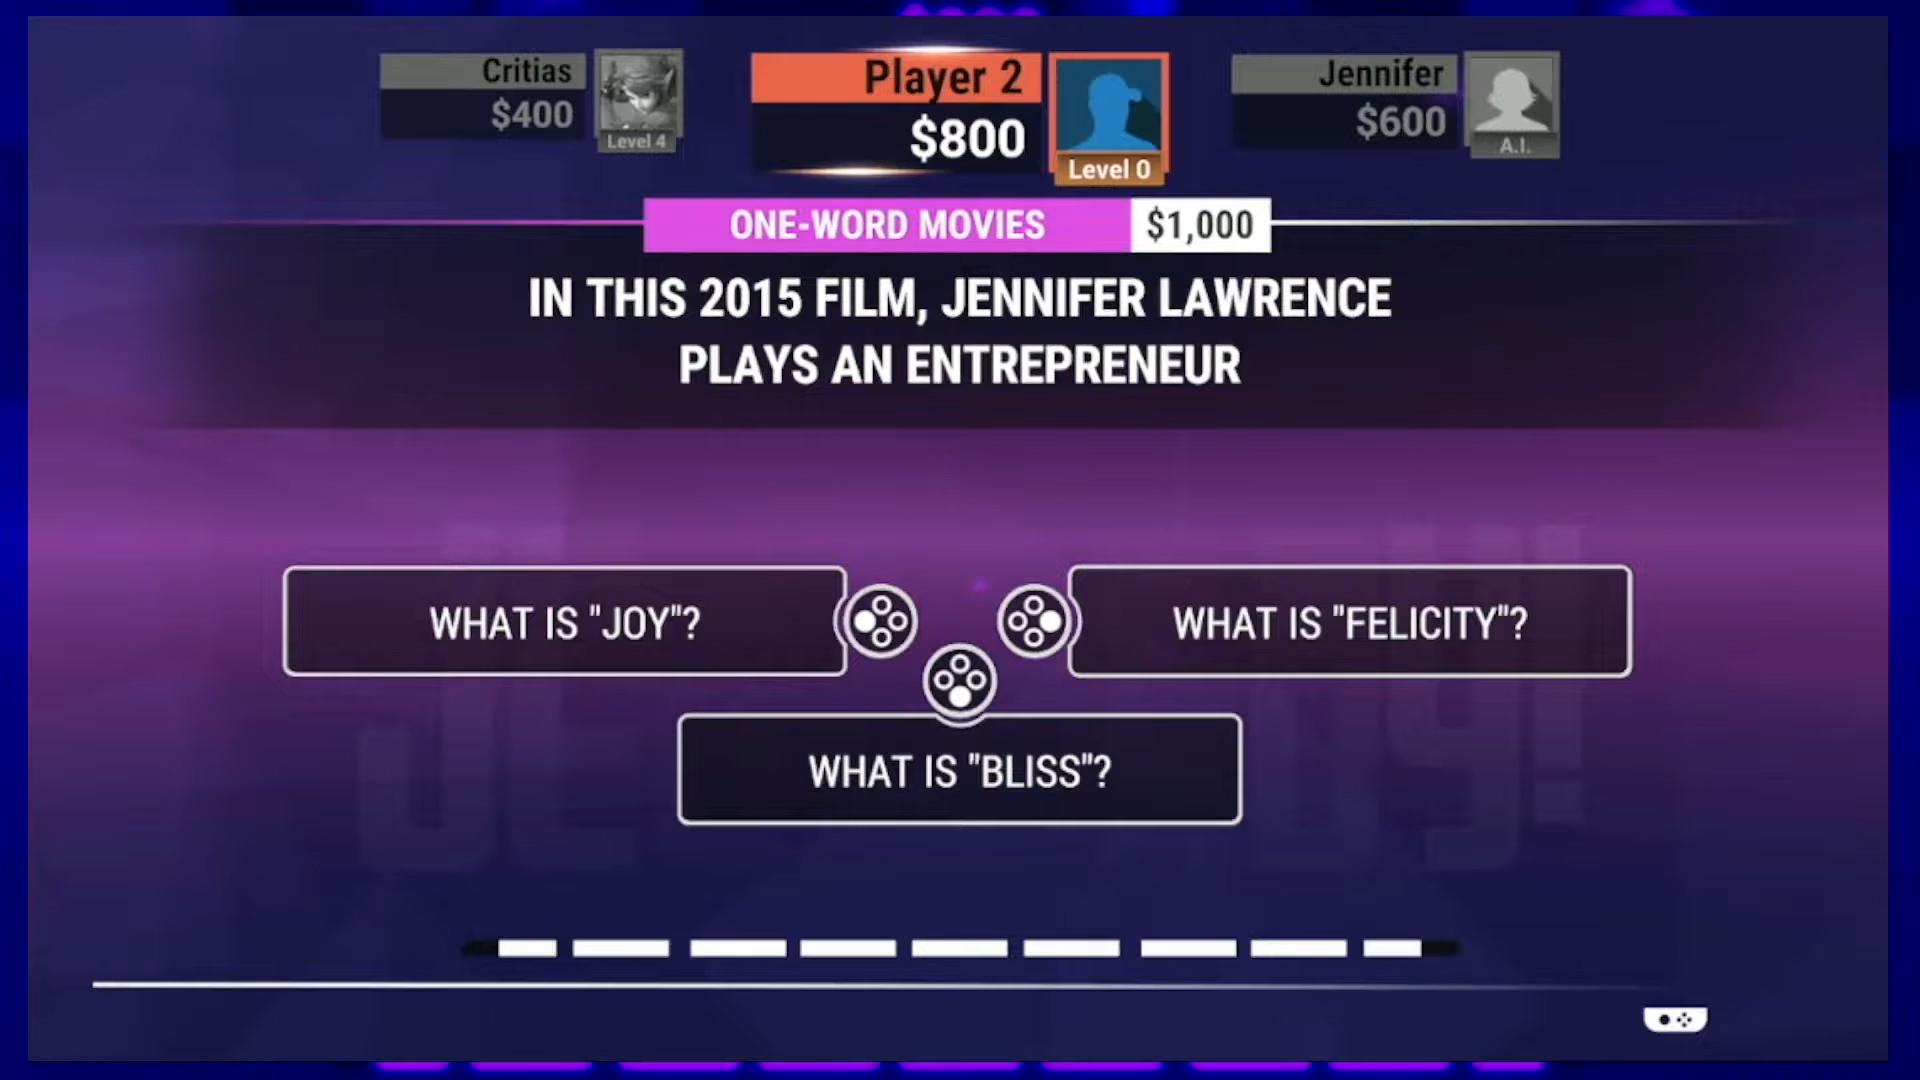 Critias
$400
Level 4
Player 2
$800
Level 0
Jennifer
$600
A.I.
ONE-WORD MOVIES $1,000
IN THIS 2015 FILM, JENNIFER LAWRENCE
PLAYS AN ENTREPRENEUR
WHAT IS "JOY"?
WHAT IS "FELICITY"?
WHAT IS "BLISS"?